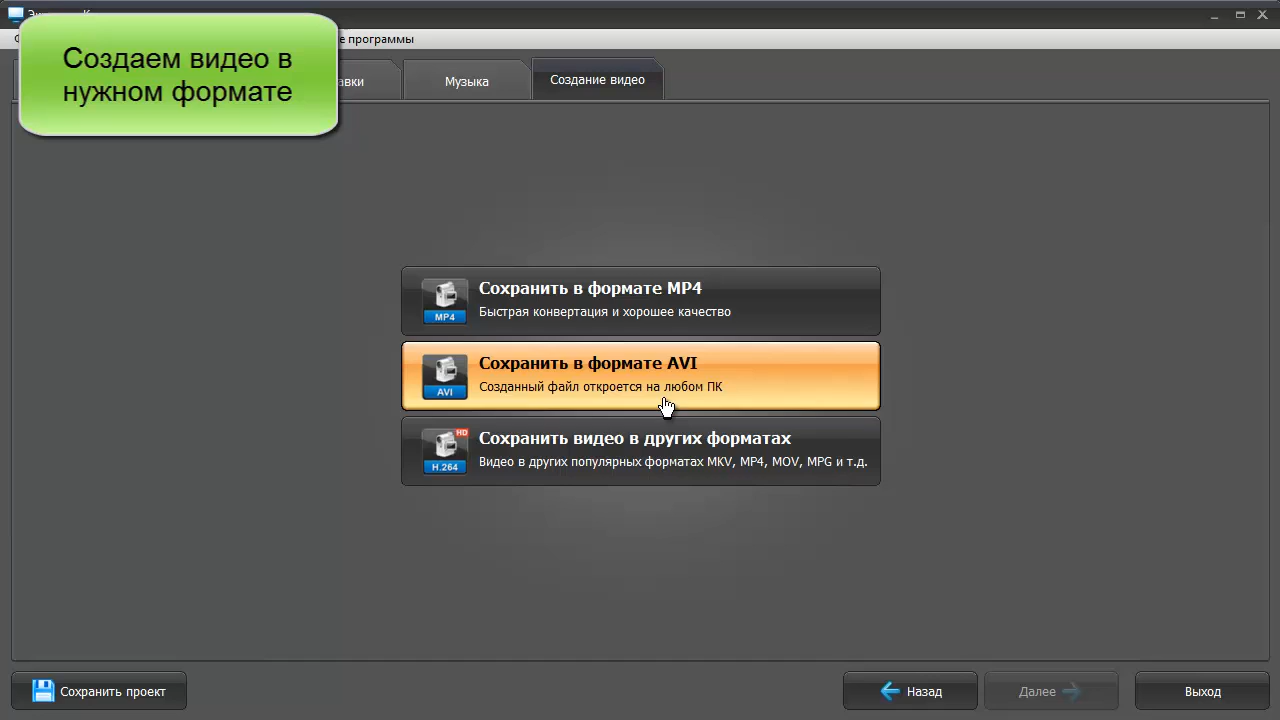 Создаем видео в
нужном формате
программы
Музыка
Создание видео
Сохранить в формате MP4
Быстрая конвертация и хорошее качество
MP4
Сохранить в формате AVI
Созданный файл откроется на любом ПК
AVI
Сохранить видео в других форматах
Видео в других популярных форматах MKV, MP4, MOV, MPG и т.д.
HD
H.264
Сохранить проект
Назад
Далее
Выход